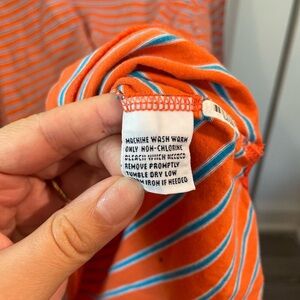 MACHINE WASH WARM
ONLY NON-CHLORINE
BLEACH WHEN NEEDED
REMOVE PROMPTLY
TUMBLE DRY LOW
IRON IF NEEDED